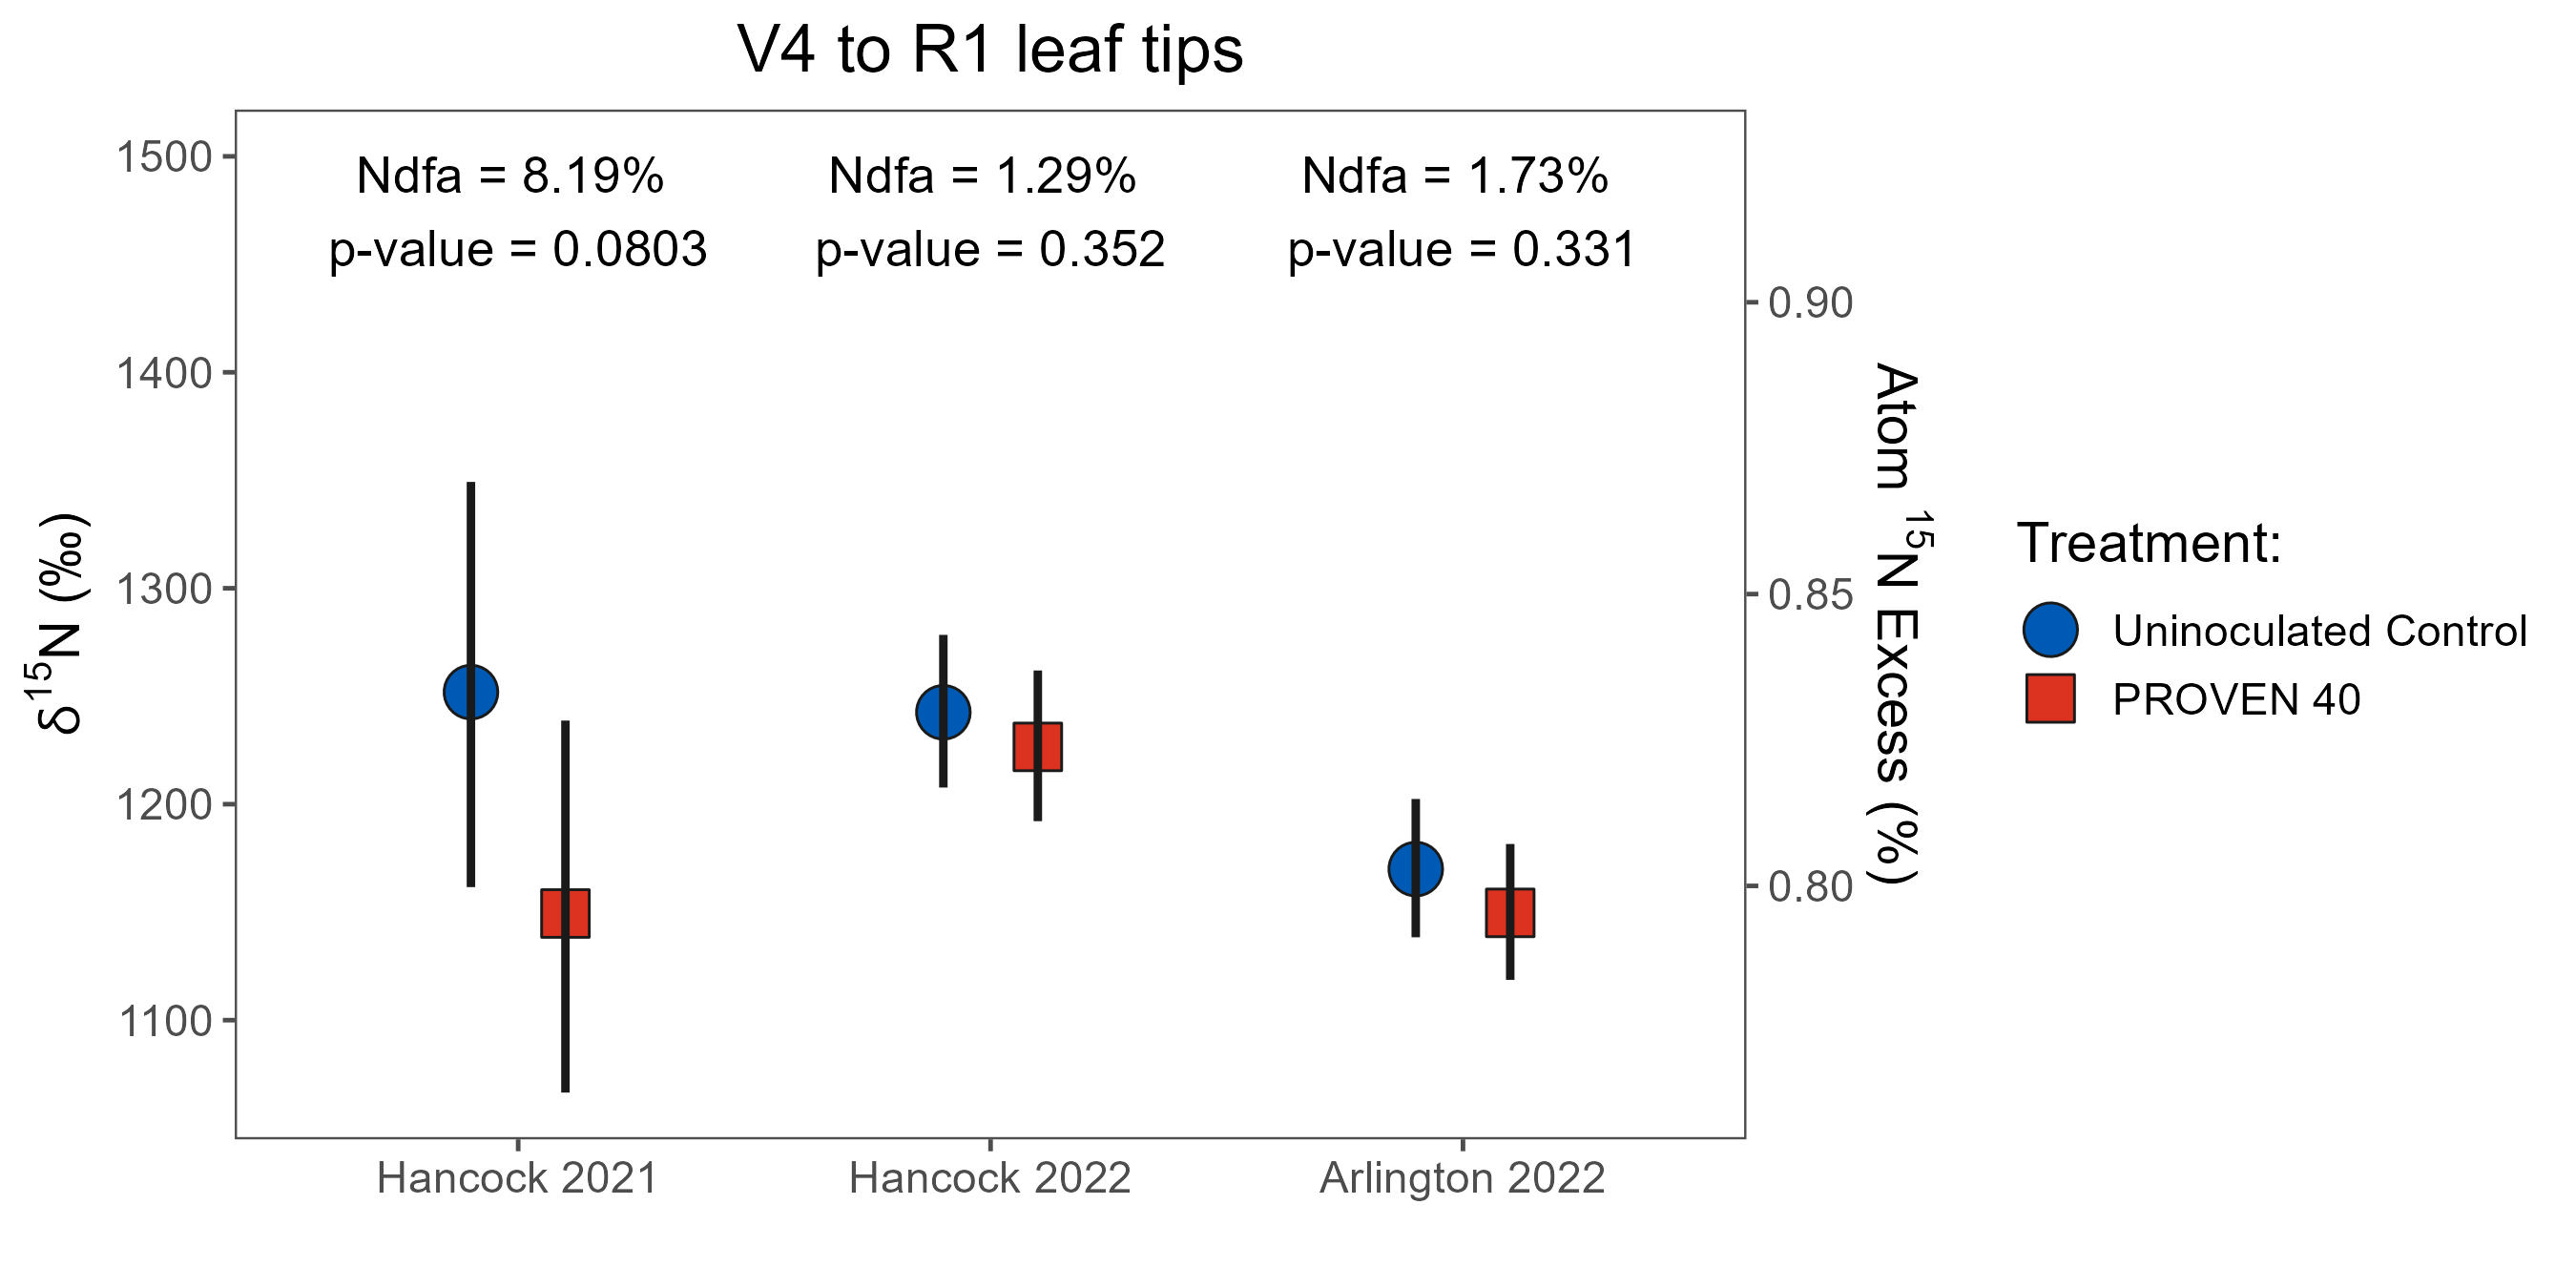 V4 to R1 leaf tips
Ndfa = 8.19%
p-value = 0.0803
Ndfa = 1.29%
p-value = 0.352
Ndfa = 1.73%
p-value = 0.331
δ ¹⁵N (‰)
1500
1400
1300
1200
1100
0.90
0.85
0.80
Atom ¹⁵N Excess (%)
Hancock 2021
Hancock 2022
Arlington 2022
Treatment:
Uninoculated Control
PROVEN 40